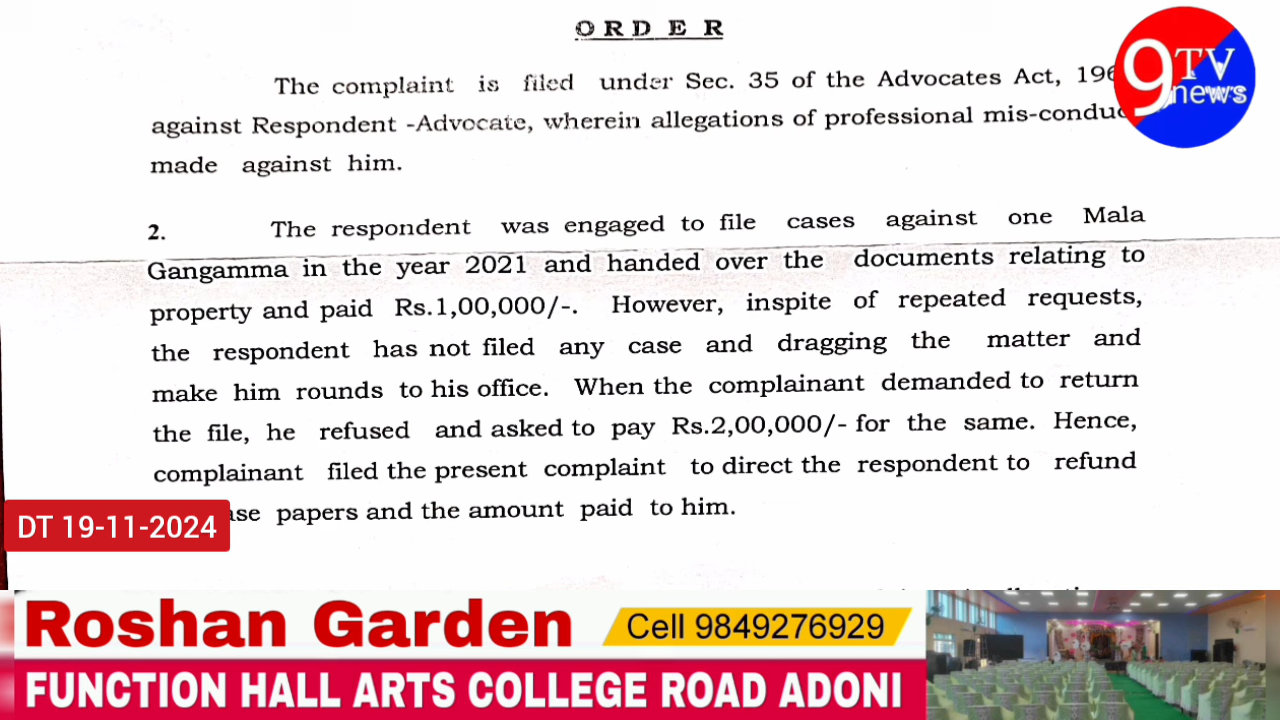 O R D E R
The complaint is filed under Sec. 35 of the Advocates Act, 196
against Respondent -Advocate, wherein allegations of professional mis-conduc
made against him.
2. The respondent was engaged to file cases against one Mala
Gangamma in the year 2021 and handed over the documents relating to
property and paid Rs.1,00,000/-. However, inspite of repeated requests,
the respondent has not filed any case and dragging the matter and
make him rounds to his office. When the complainant demanded to return
the file, he refused and asked to pay Rs.2,00,000/- for the same. Hence,
complainant filed the present complaint to direct the respondent to refund
ase papers and the amount paid to him.
9 TV news
DT 19-11-2024
Roshan Garden
Cell 9849276929
FUNCTION HALL ARTS COLLEGE ROAD ADONI